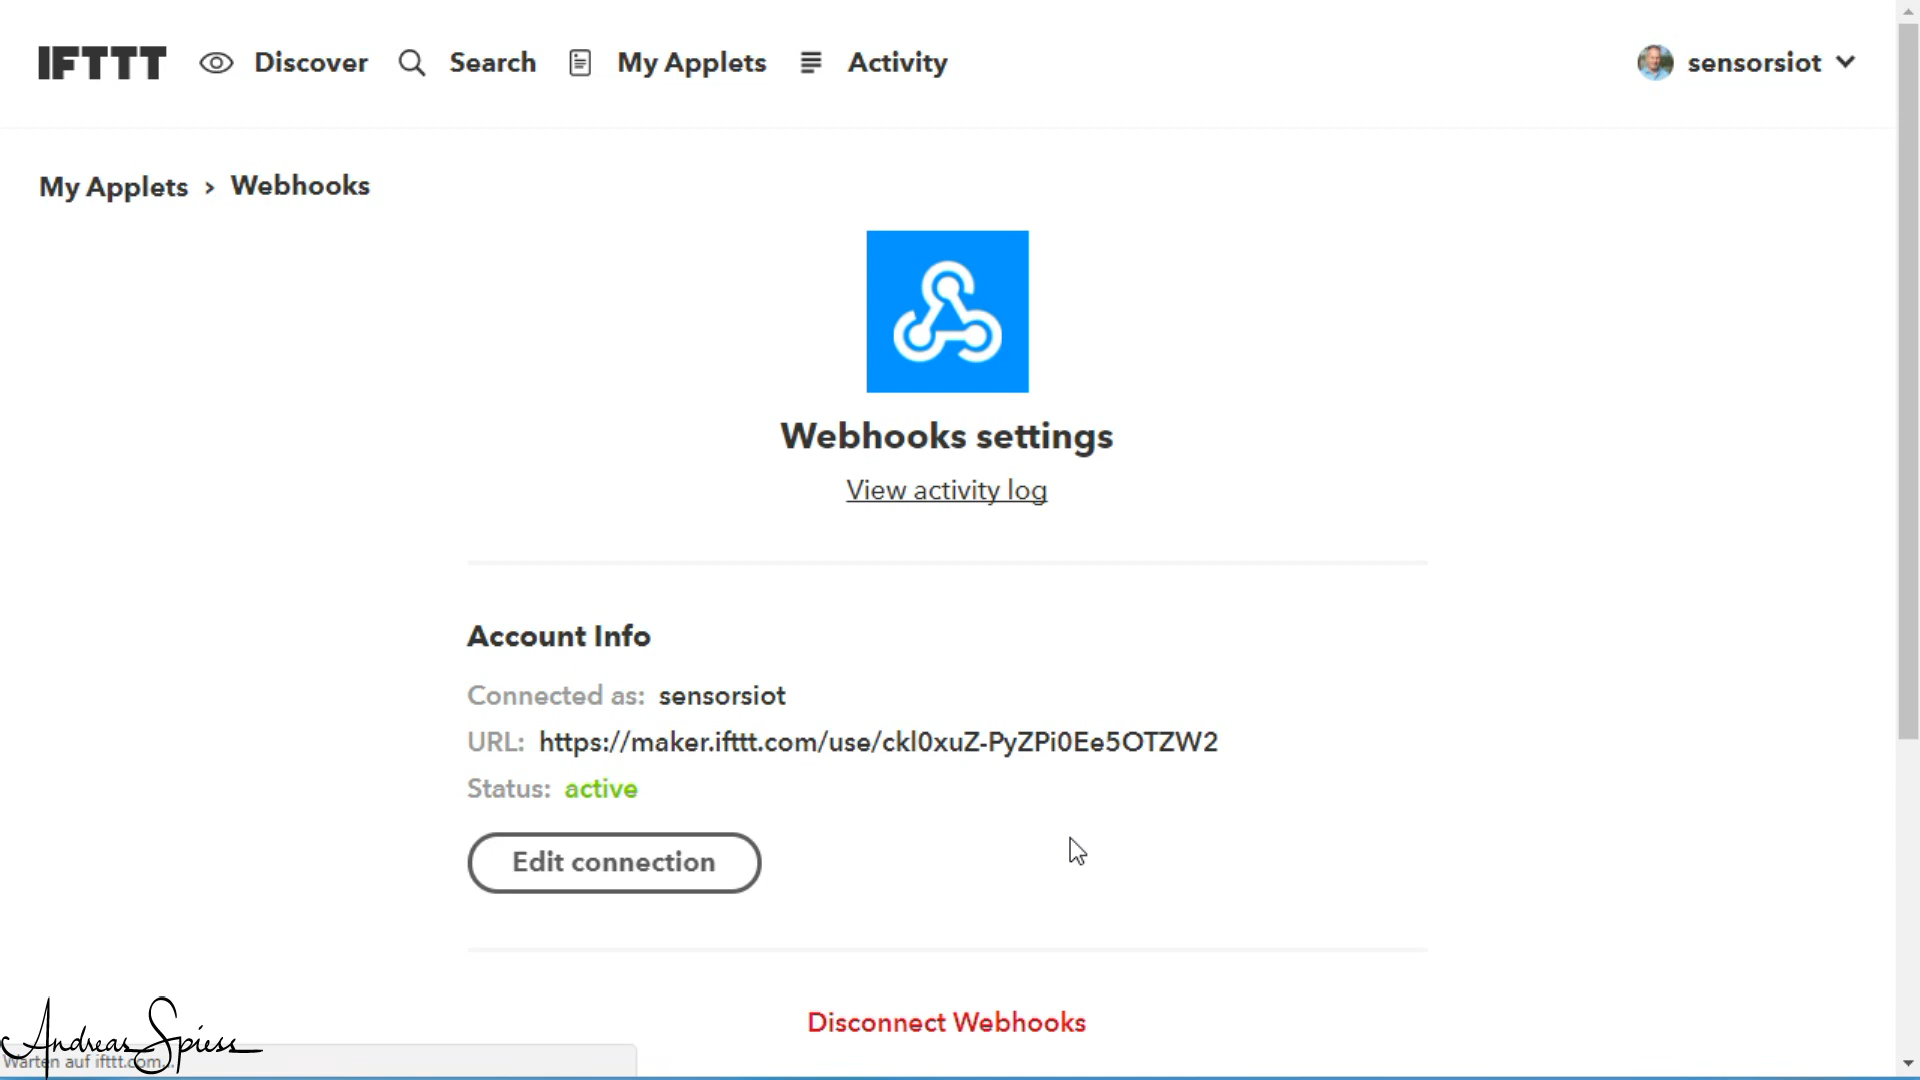 IFTTT Discover Search My Applets Activity sensorsiot
My Applets > Webhooks
Webhooks settings
View activity log
Account Info
Connected as: sensorsiot
URL: https://maker.ifttt.com/use/ckl0xuZ-PyZPi0Ee5OTZW2
Status: active
Edit connection
Disconnect Webhooks
Andreas Spiess
Warten auf ifttt.com...